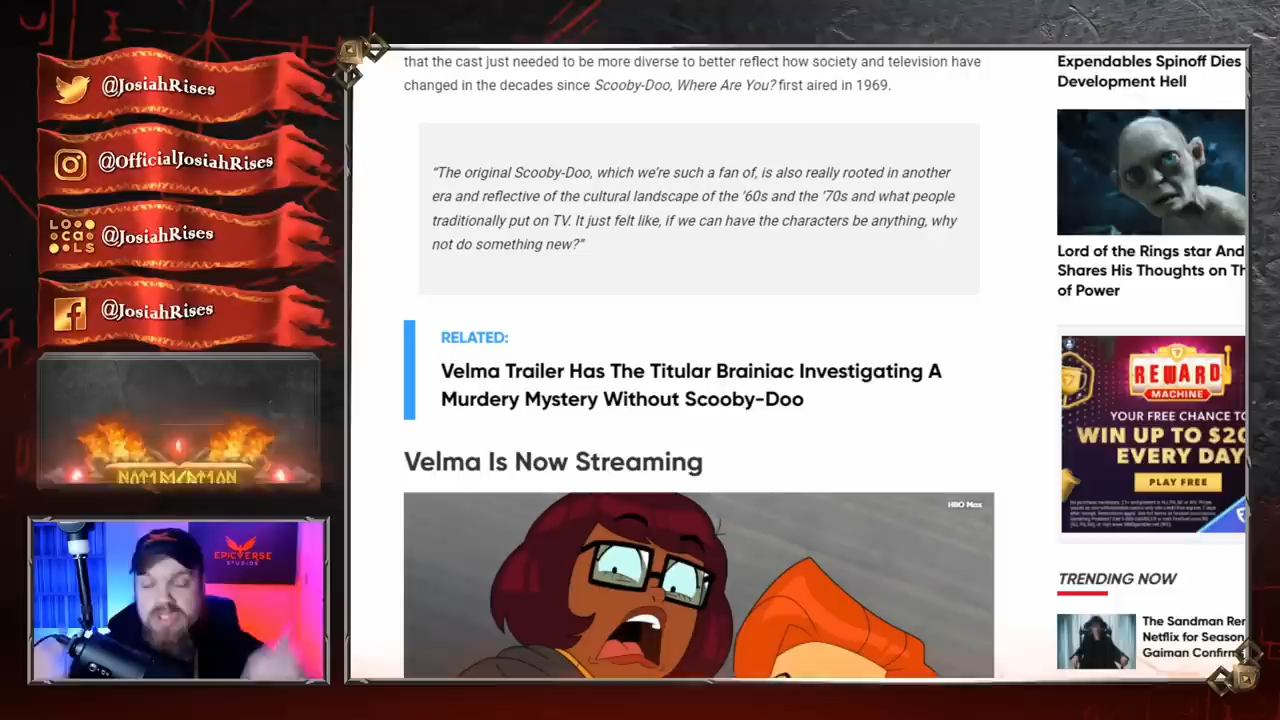 @JosiahRises
@OfficialJosiahRises
LOCALS
@JosiahRises
@JosiahRises
EPICVERSE
STUDIOS
that the cast just needed to be more diverse to better reflect how society and television have
changed in the decades since Scooby-Doo, Where Are You? first aired in 1969.
“The original Scooby-Doo, which we’re such a fan of, is also really rooted in another
era and reflective of the cultural landscape of the ’60s and the ’70s and what people
traditionally put on TV. It just felt like, if we can have the characters be anything, why
not do something new?”
RELATED:
Velma Trailer Has The Titular Brainiac Investigating A
Murdery Mystery Without Scooby-Doo
Velma Is Now Streaming
HBO Max
Expendables Spinoff Dies
Development Hell
Lord of the Rings star And
Shares His Thoughts on Th
of Power
REWARD
MACHINE
YOUR FREE CHANCE TO
WIN UP TO $20
EVERY DAY
PLAY FREE
TRENDING NOW
The Sandman Ren
Netflix for Season
Gaiman Confirm